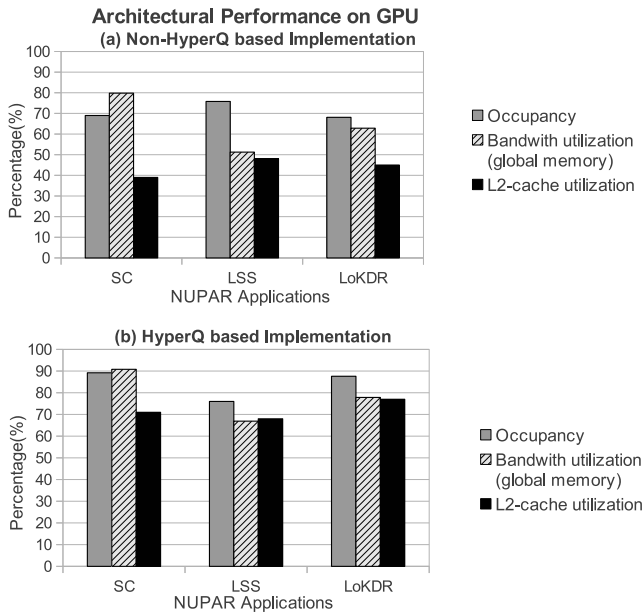 Architectural Performance on GPU
(a) Non-HyperQ based Implementation
100
90
80
70
60
50
40
30
20
10
0
Percentage(%)
SC LSS LoKDR
NUPAR Applications
Occupancy
Bandwith utilization
(global memory)
L2-cache utilization
(b) HyperQ based Implementation
100
90
80
70
60
50
40
30
20
10
0
Percentage(%)
SC LSS LoKDR
NUPAR Applications
Occupancy
Bandwith utilization
(global memory)
L2-cache utilization